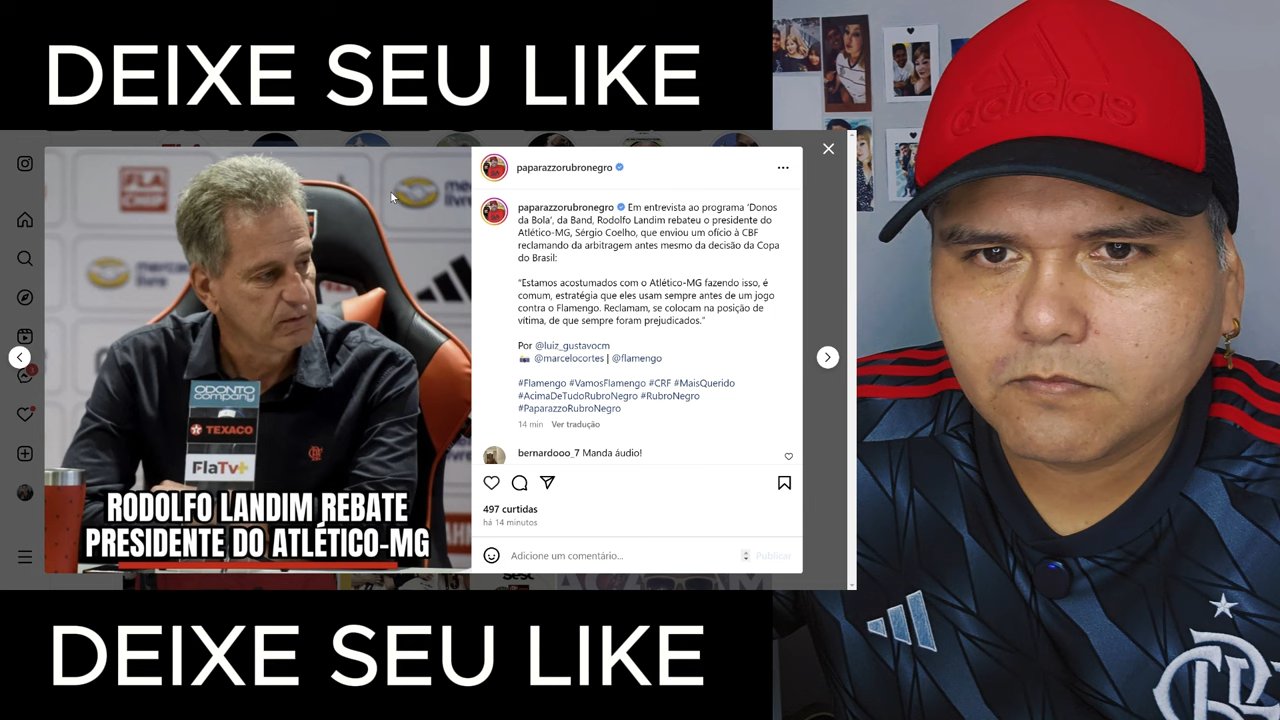 DEIXE SEU LIKE
adidas
paparazzorubronegro
paparazzorubronegro Em entrevista ao programa ‘Donos
da Bola’, da Band, Rodolfo Landim rebateu o presidente do
Atlético-MG, Sérgio Coelho, que enviou um ofício à CBF
reclamando da arbitragem antes mesmo da decisão da Copa
do Brasil:
“Estamos acostumados com o Atlético-MG fazendo isso, é
comum, estratégia que eles usam sempre antes de um jogo
contra o Flamengo. Reclamam, se colocam na posição de
vítima, de que sempre foram prejudicados.”
Por @luiz_gustavocm
@marcelocortes | @flamengo
#Flamengo #VamosFlamengo #CRF #MaisQuerido
#AcimaDeTudoRubroNegro #RubroNegro
#PaparazzoRubroNegro
14 min Ver tradução
bernardooo_7 Manda áudio!
497 curtidas
há 14 minutos
Adicione um comentário...
Publicar
ODONTO
COMPANY
TEXACO
FlaTv+
RODOLFO LANDIM REBATE
PRESIDENTE DO ATLÉTICO-MG
DEIXE SEU LIKE